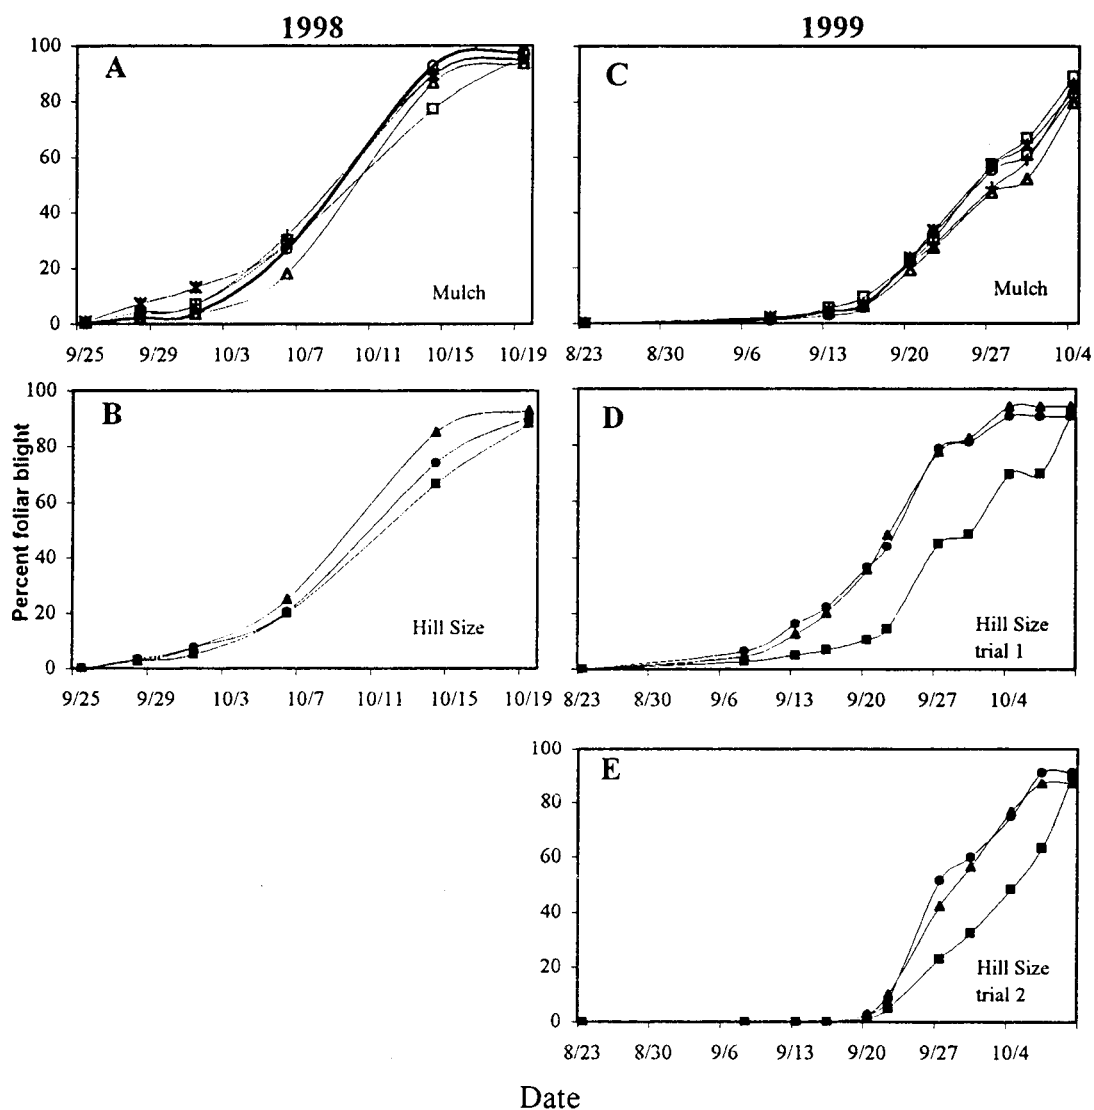 1998
1999
A
C
100
80
60
40
20
0
Mulch
Mulch
9/25 9/29 10/3 10/7 10/11 10/15 10/19
8/23 8/30 9/6 9/13 9/20 9/27 10/4
B
D
Percent foliar blight
100
80
60
40
20
0
Hill Size
Hill Size
trial 1
9/25 9/29 10/3 10/7 10/11 10/15 10/19
8/23 8/30 9/6 9/13 9/20 9/27 10/4
E
100
80
60
40
20
0
Hill Size
trial 2
8/23 8/30 9/6 9/13 9/20 9/27 10/4
Date